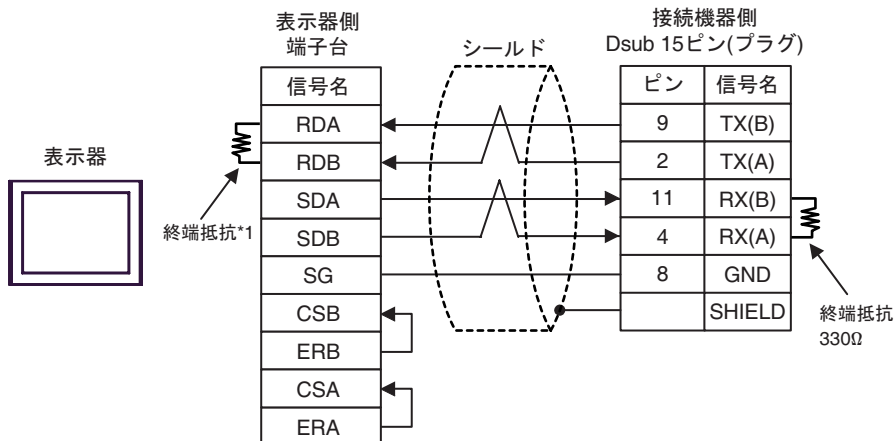 表示器側
端子台
シールド
接続機器側
Dsub 15ピン(プラグ)
表示器
信号名
RDA
RDB
SDA
SDB
SG
CSB
ERB
CSA
ERA
終端抵抗*1
ピン 信号名
9 TX(B)
2 TX(A)
11 RX(B)
4 RX(A)
8 GND
SHIELD
終端抵抗
330Ω